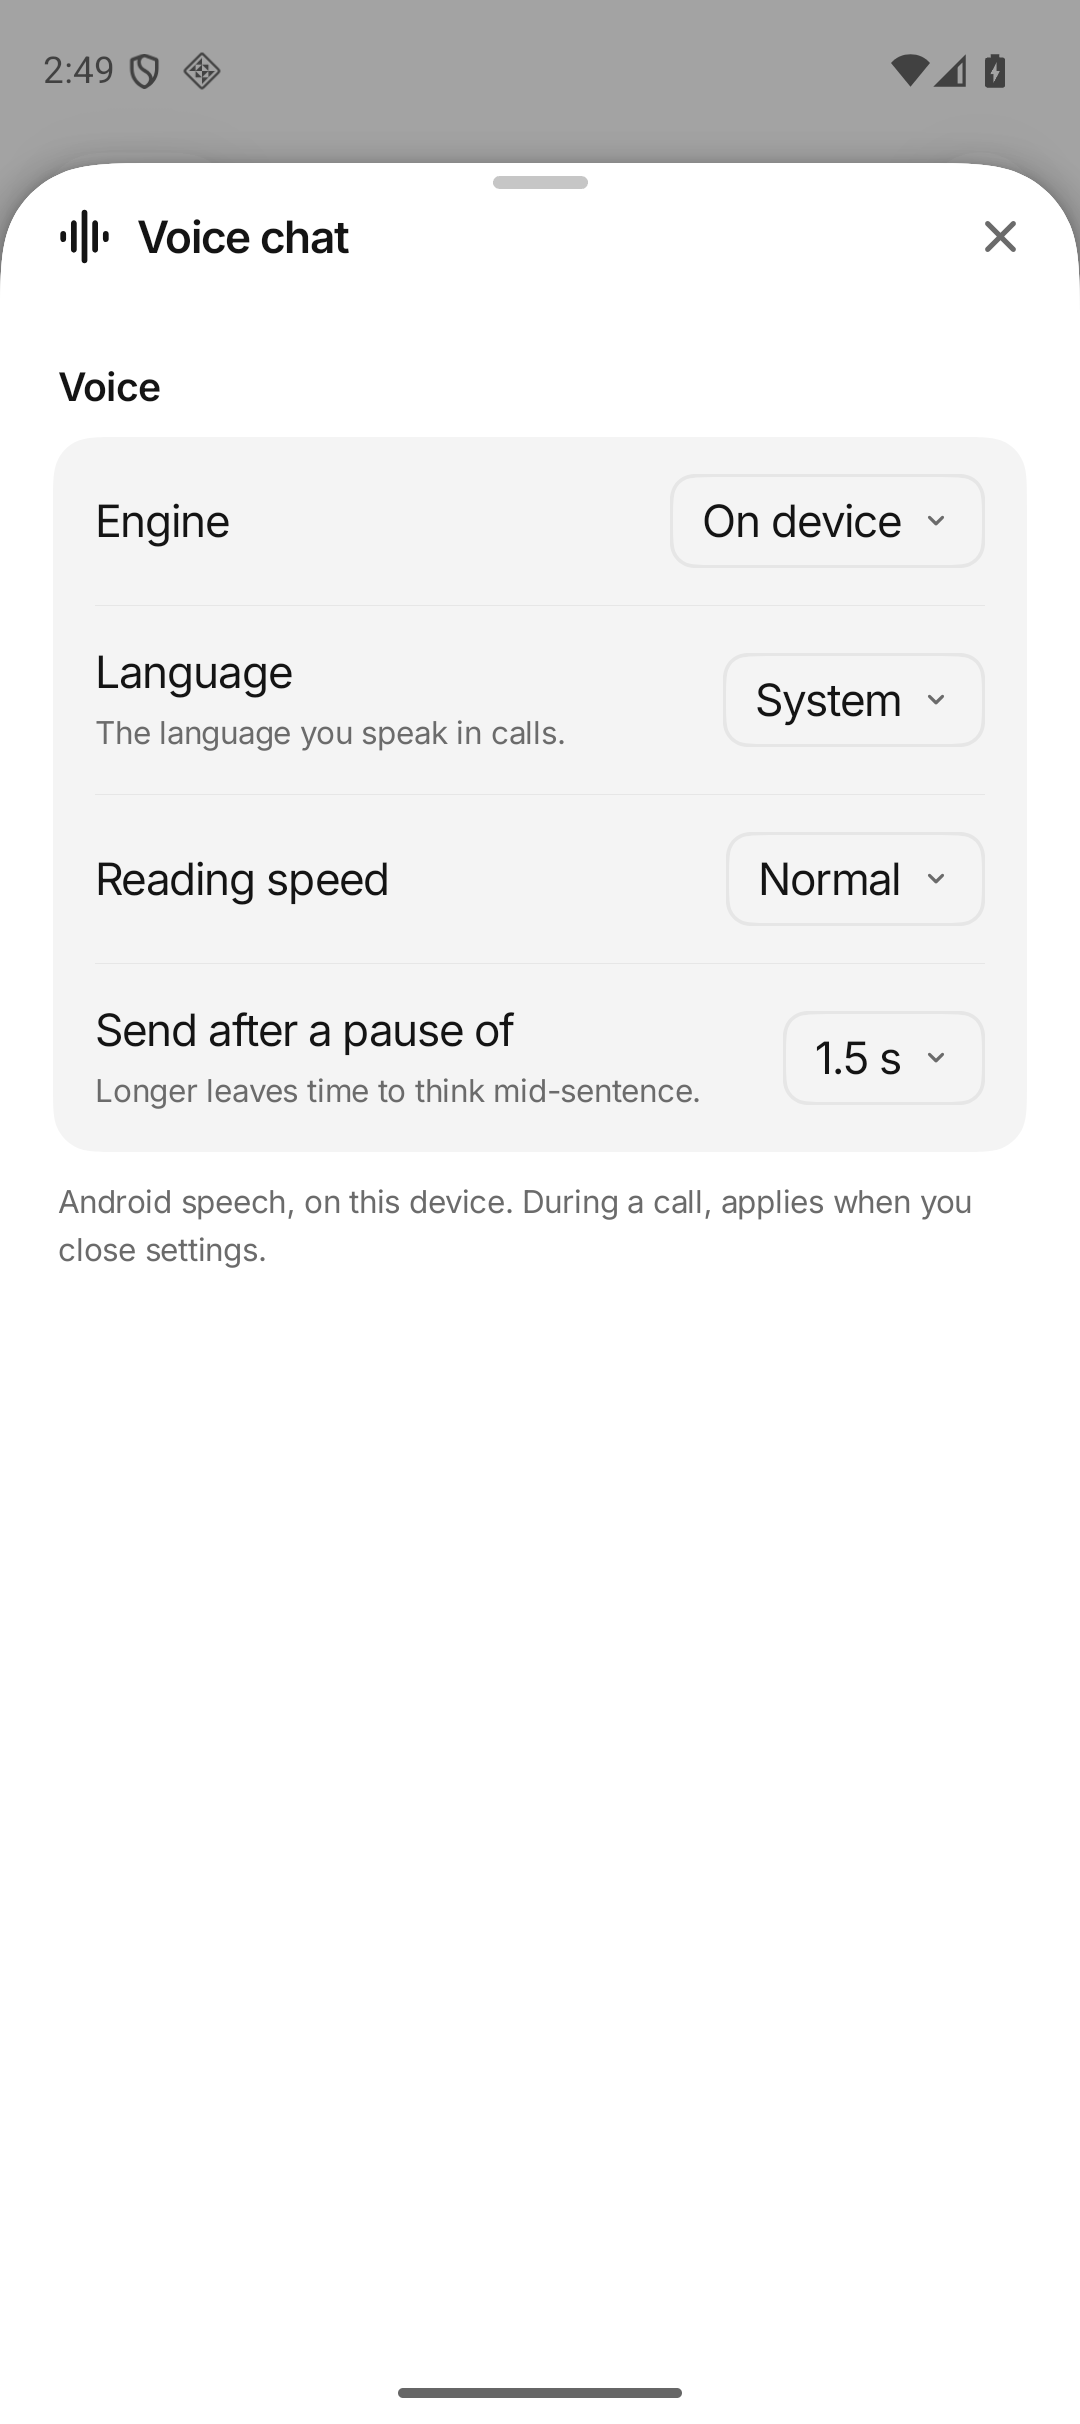 2:49
Voice chat
Voice
Engine
On device
Language
The language you speak in calls.
System
Reading speed
Normal
Send after a pause of
Longer leaves time to think mid-sentence.
1.5 s
Android speech, on this device. During a call, applies when you
close settings.